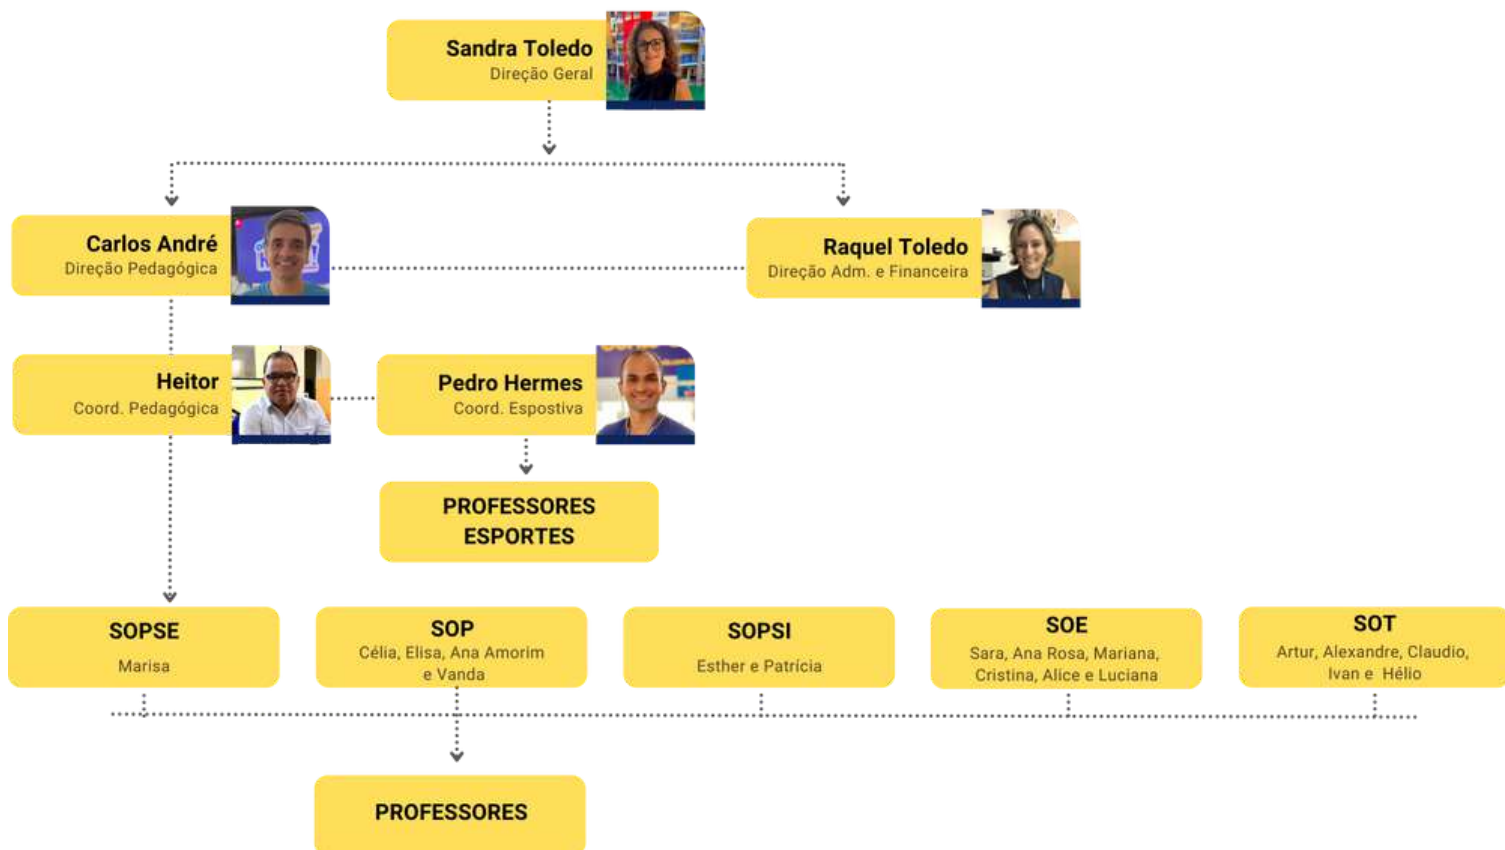 Sandra Toledo
Direção Geral
Carlos André
Direção Pedagógica
Raquel Toledo
Direção Adm. e Financeira
Heitor
Coord. Pedagógica
Pedro Hermes
Coord. Espostiva
PROFESSORES
ESPORTES
SOPSE
Marisa
SOP
Célia, Elisa, Ana Amorim
e Vanda
SOPSI
Esther e Patrícia
SOE
Sara, Ana Rosa, Mariana,
Cristina, Alice e Luciana
SOT
Artur, Alexandre, Claudio,
Ivan e Hélio
PROFESSORES